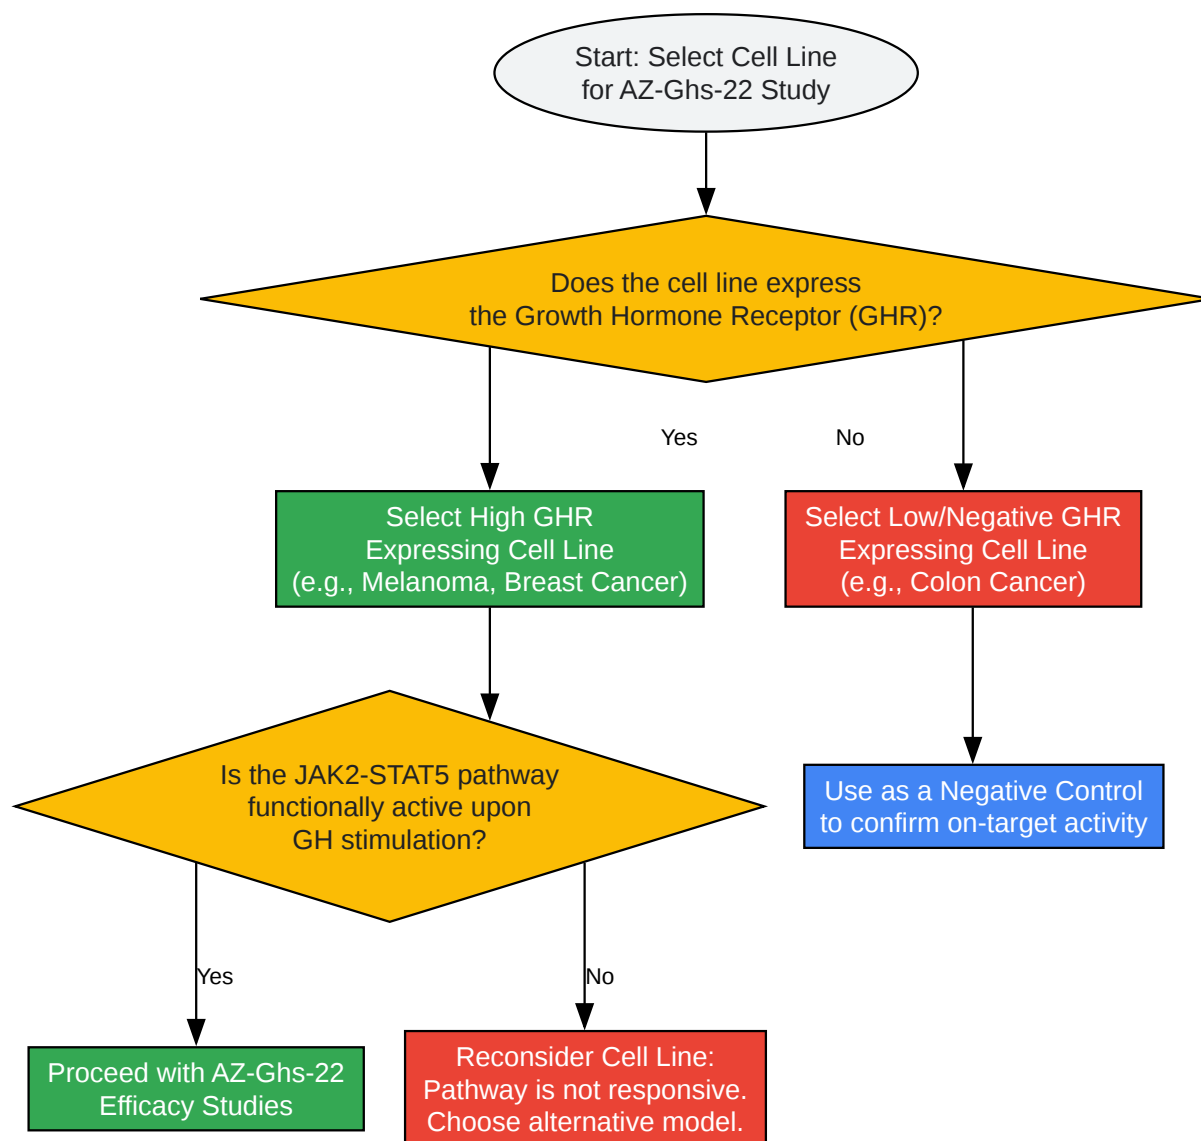 Start: Select Cell Line
for AZ-Ghs-22 Study
Does the cell line express
the Growth Hormone Receptor (GHR)?
Yes
No
Select High GHR
Expressing Cell Line
(e.g., Melanoma, Breast Cancer)
Select Low/Negative GHR
Expressing Cell Line
(e.g., Colon Cancer)
Is the JAK2-STAT5 pathway
functionally active upon
GH stimulation?
Use as a Negative Control
to confirm on-target activity
Yes
No
Proceed with AZ-Ghs-22
Efficacy Studies
Reconsider Cell Line:
Pathway is not responsive.
Choose alternative model.